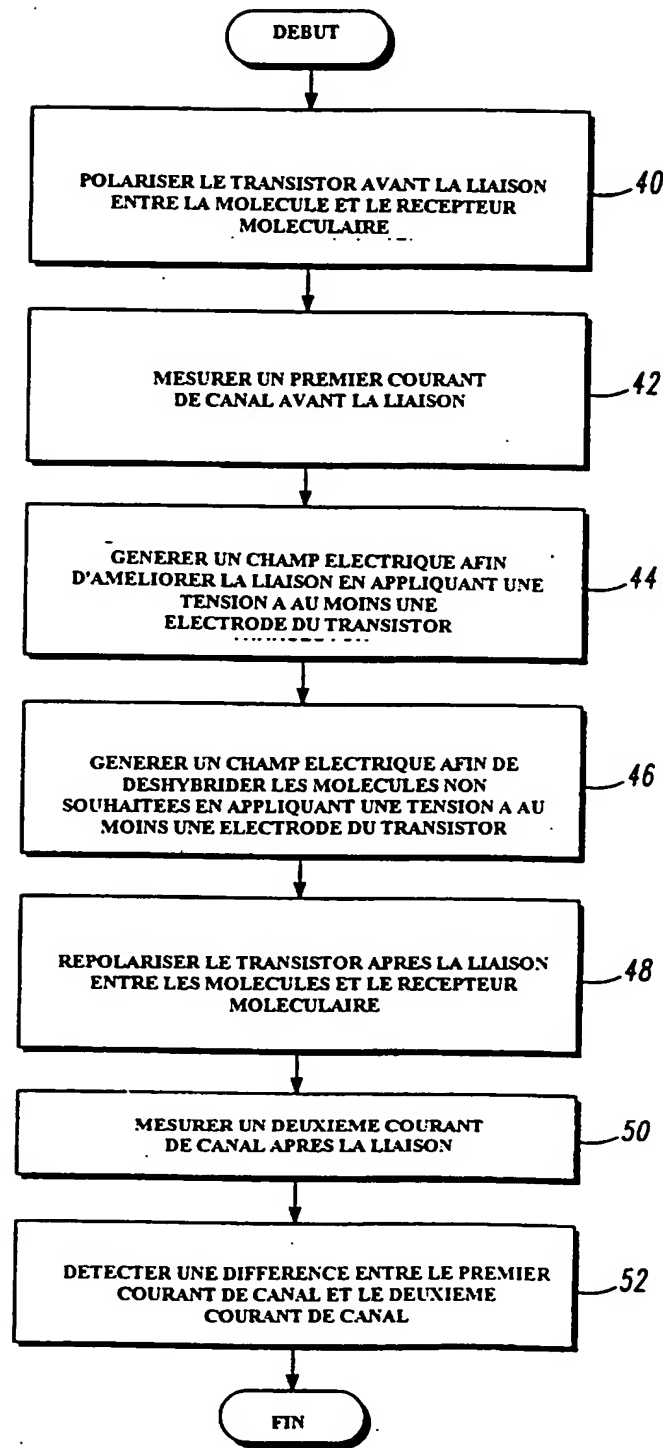 DEBUT
POLARISER LE TRANSISTOR AVANT LA LIAISON
ENTRE LA MOLECULE ET LE RECEPTEUR
MOLECULAIRE
40
MESURER UN PREMIER COURANT
DE CANAL AVANT LA LIAISON
42
GENERER UN CHAMP ELECTRIQUE AFIN
D'AMELIORER LA LIAISON EN APPLIQUANT UNE
TENSION A AU MOINS UNE
ELECTRODE DU TRANSISTOR
44
GENERER UN CHAMP ELECTRIQUE AFIN DE
DESHYBRIDER LES MOLECULES NON
SOUHAITEES EN APPLIQUANT UNE TENSION A AU
MOINS UNE ELECTRODE DU TRANSISTOR
46
REPOLARISER LE TRANSISTOR APRES LA LIAISON
ENTRE LES MOLECULES ET LE RECEPTEUR
MOLECULAIRE
48
MESURER UN DEUXIEME COURANT
DE CANAL APRES LA LIAISON
50
DETECTER UNE DIFFERENCE ENTRE LE PREMIER
COURANT DE CANAL ET LE DEUXIEME
COURANT DE CANAL
52
FIN